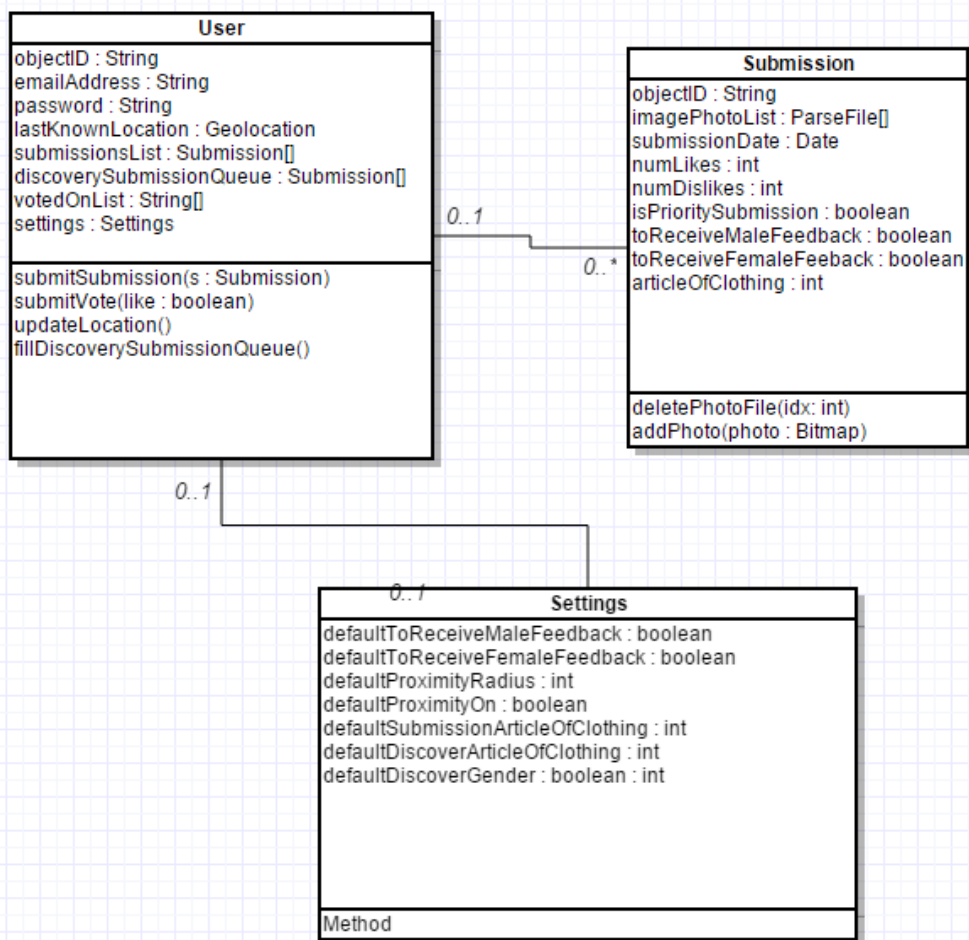 User
objectID : String
emailAddress : String
password : String
lastKnownLocation : Geolocation
submissionsList : Submission[]
discoverySubmissionQueue : Submission[]
votedOnList : String[]
settings : Settings
submitSubmission(s : Submission)
submitVote(like : boolean)
updateLocation()
fillDiscoverySubmissionQueue()
0..1
0..*
Submission
objectID : String
imagePhotoList : ParseFile[]
submissionDate : Date
numLikes : int
numDislikes : int
isPrioritySubmission : boolean
toReceiveMaleFeedback : boolean
toReceiveFemaleFeeback : boolean
articleOfClothing : int
deletePhotoFile(idx: int)
addPhoto(photo : Bitmap)
0..1
0..1
Settings
defaultToReceiveMaleFeedback : boolean
defaultToReceiveFemaleFeedback : boolean
defaultProximityRadius : int
defaultProximityOn : boolean
defaultSubmissionArticleOfClothing : int
defaultDiscoverArticleOfClothing : int
defaultDiscoverGender : boolean : int
Method